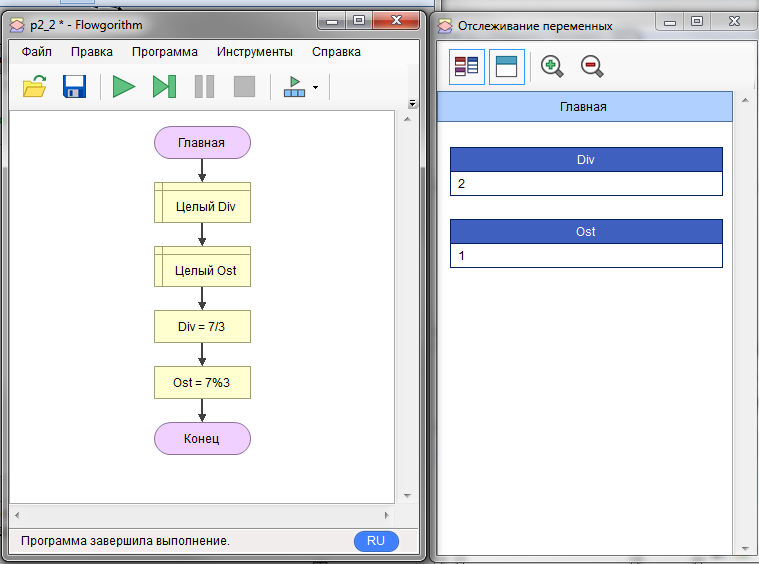 p2_2 * - Flowgorithm
Файл Правка Программа Инструменты Справка
Главная
Целый Div
Целый Ost
Div = 7/3
Ost = 7%3
Конец
Программа завершила выполнение. RU
Отслеживание переменных
Главная
Div
2
Ost
1